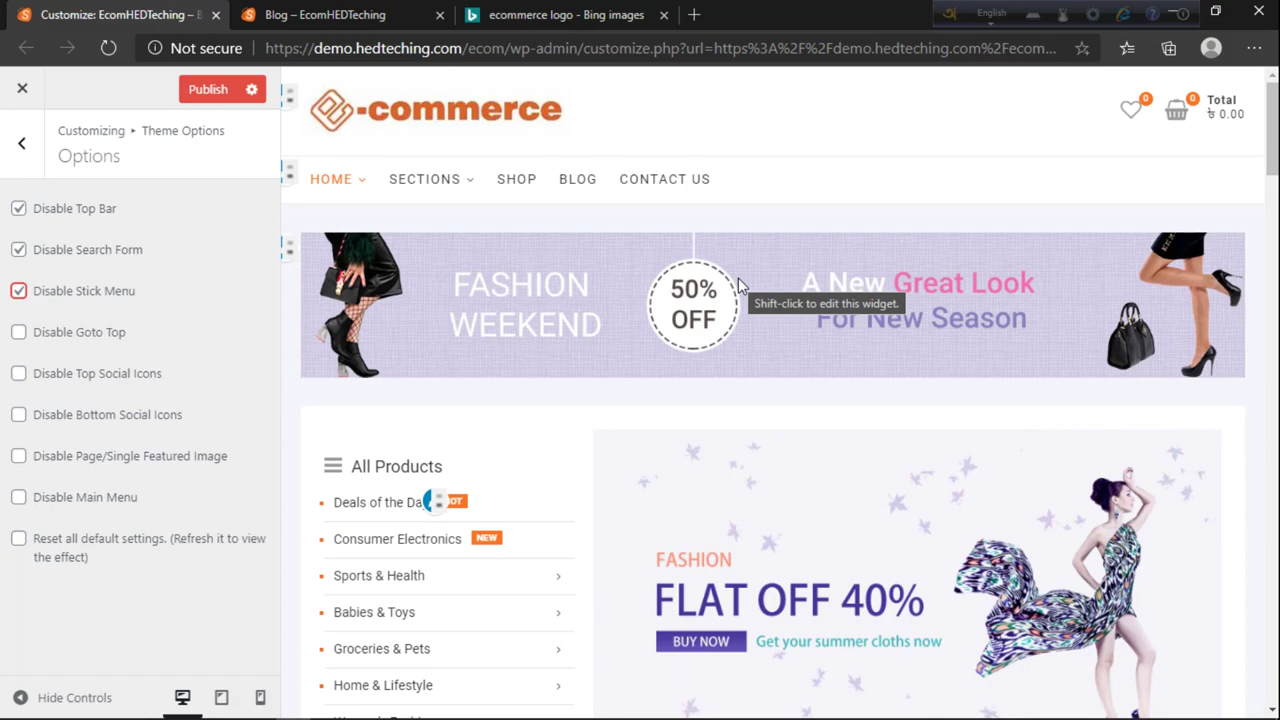 Customize: EcomHEDTeching – B
Blog – EcomHEDTeching
ecommerce logo - Bing images
English
Not secure
https://demo.hedteching.com/ecom/wp-admin/customize.php?url=https%3A%2F%2Fdemo.hedteching.com%2Fecom...
Publish
Customizing ▸ Theme Options
Options
Disable Top Bar
Disable Search Form
Disable Stick Menu
Disable Goto Top
Disable Top Social Icons
Disable Bottom Social Icons
Disable Page/Single Featured Image
Disable Main Menu
Reset all default settings. (Refresh it to view
the effect)
Hide Controls
-commerce
0
0
Total
৳ 0.00
HOME
SECTIONS
SHOP
BLOG
CONTACT US
FASHION
WEEKEND
50%
OFF
A New Great Look
For New Season
Shift-click to edit this widget.
All Products
Deals of the Da
HOT
Consumer Electronics
NEW
Sports & Health
Babies & Toys
Groceries & Pets
Home & Lifestyle
FASHION
FLAT OFF 40%
BUY NOW
Get your summer cloths now